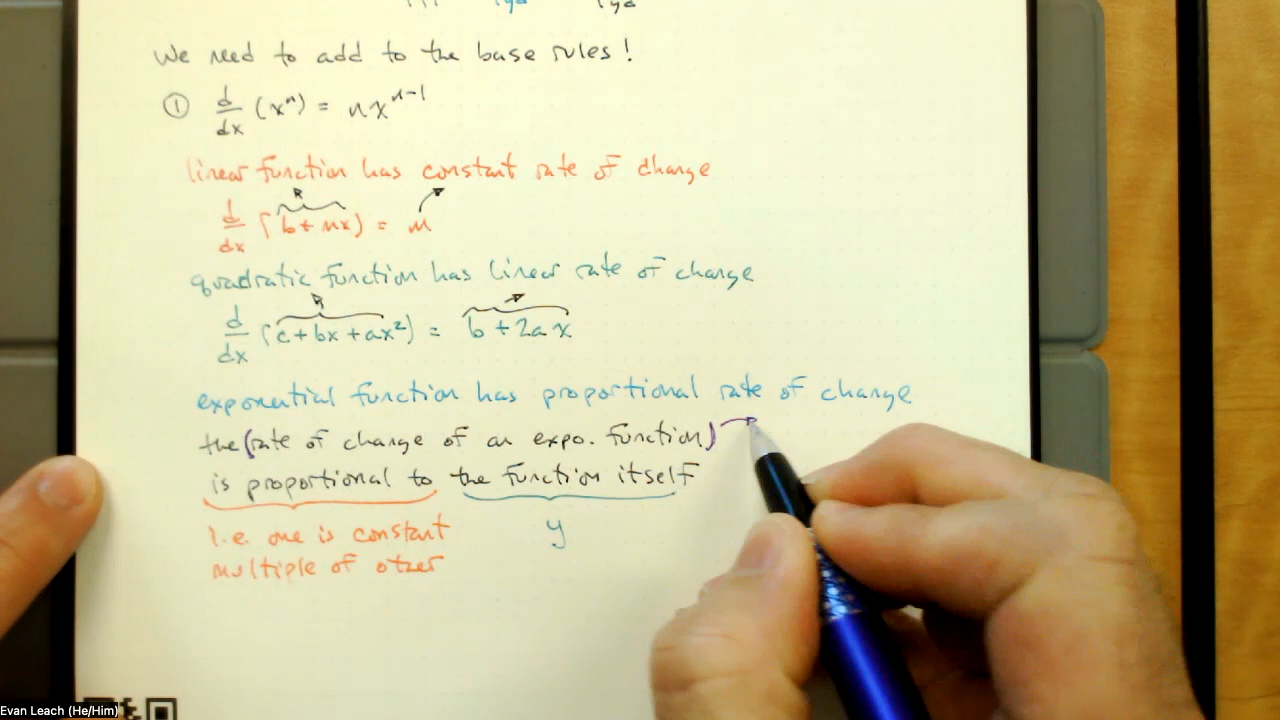 We need to add to the base rules!
① d/dx (xⁿ) = nxⁿ⁻¹
linear function has constant rate of change
d/dx (b+mx) = m
quadratic function has linear rate of change
d/dx (c+bx+ax²) = b+2ax
exponential function has proportional rate of change
the (rate of change of an expo. function)
is proportional to the function itself
i.e. one is constant y
multiple of other
Evan Leach (He/Him)